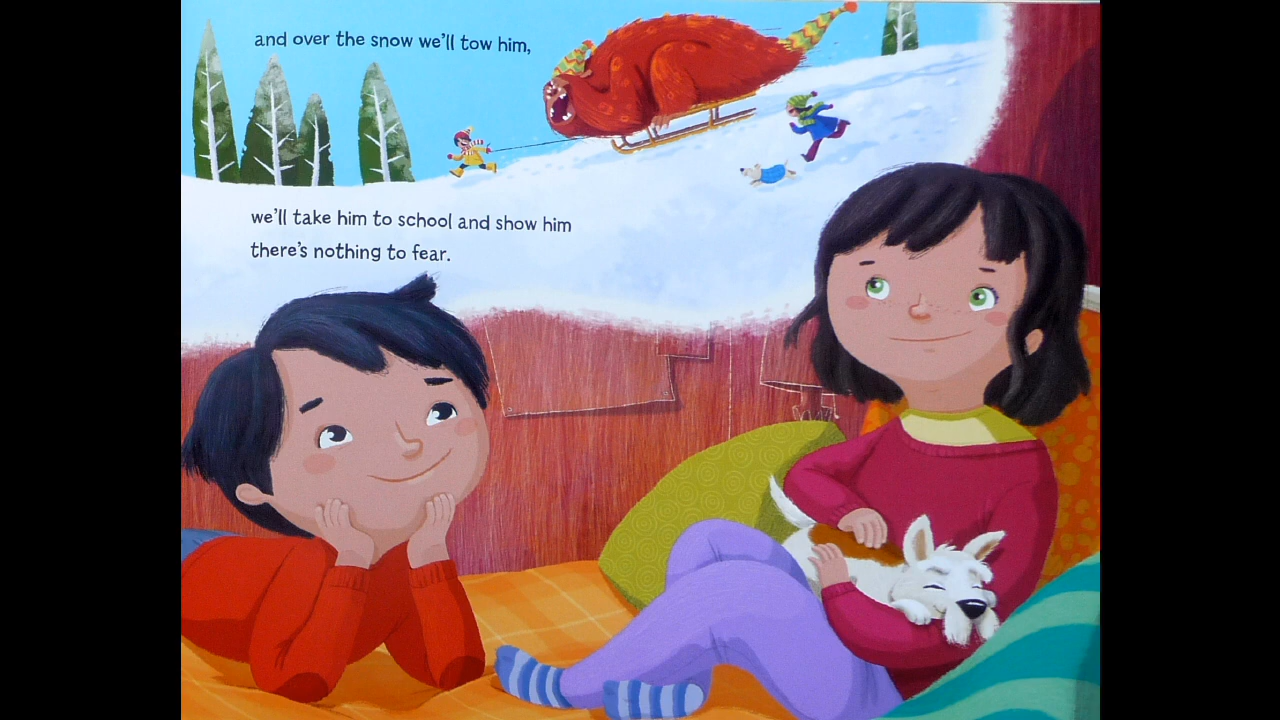 and over the snow we'll tow him,
we'll take him to school and show him
there's nothing to fear.